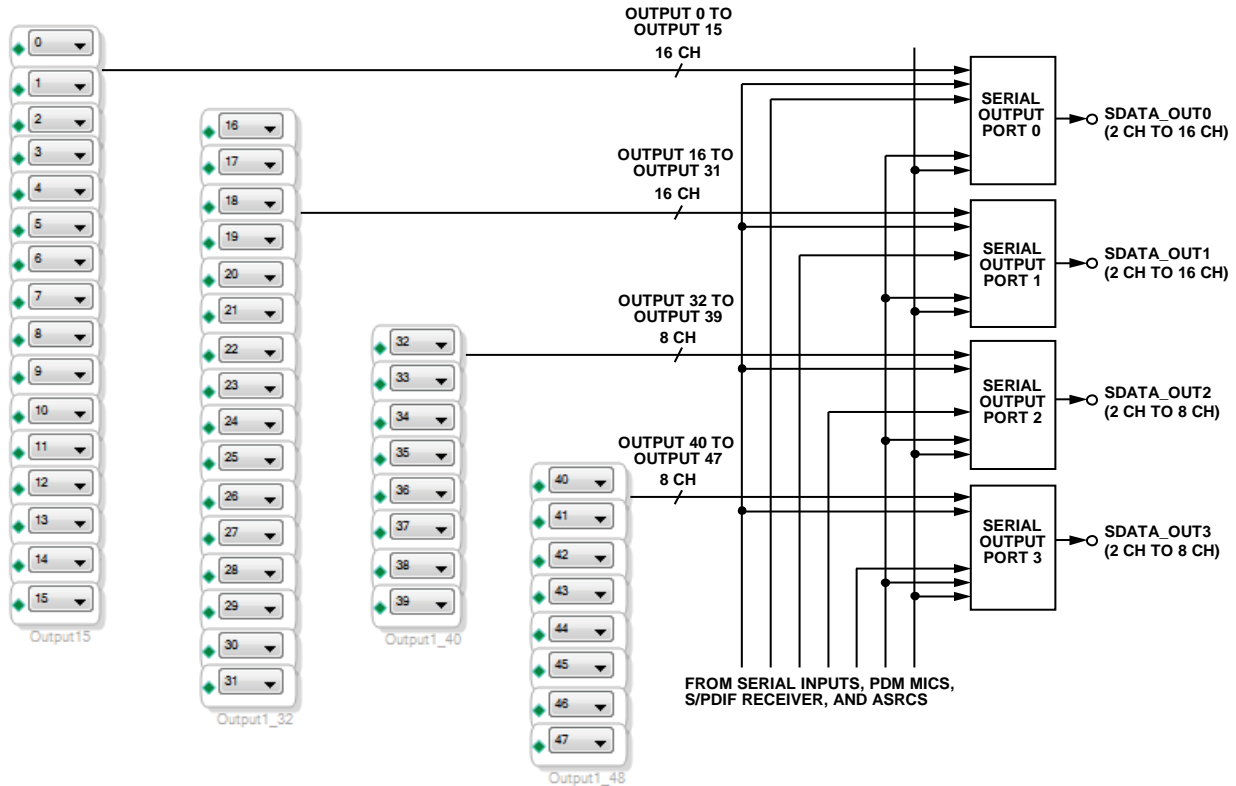 0
1
2
3
4
5
6
7
8
9
10
11
12
13
14
15
Output15
16
17
18
19
20
21
22
23
24
25
26
27
28
29
30
31
Output1_32
32
33
34
35
36
37
38
39
Output1_40
40
41
42
43
44
45
46
47
Output1_48
OUTPUT 0 TO
OUTPUT 15
16 CH
OUTPUT 16 TO
OUTPUT 31
16 CH
OUTPUT 32 TO
OUTPUT 39
8 CH
OUTPUT 40 TO
OUTPUT 47
8 CH
SERIAL
OUTPUT
PORT 0
SDATA_OUT0
(2 CH TO 16 CH)
SERIAL
OUTPUT
PORT 1
SDATA_OUT1
(2 CH TO 16 CH)
SERIAL
OUTPUT
PORT 2
SDATA_OUT2
(2 CH TO 8 CH)
SERIAL
OUTPUT
PORT 3
SDATA_OUT3
(2 CH TO 8 CH)
FROM SERIAL INPUTS, PDM MICS,
S/PDIF RECEIVER, AND ASRCS